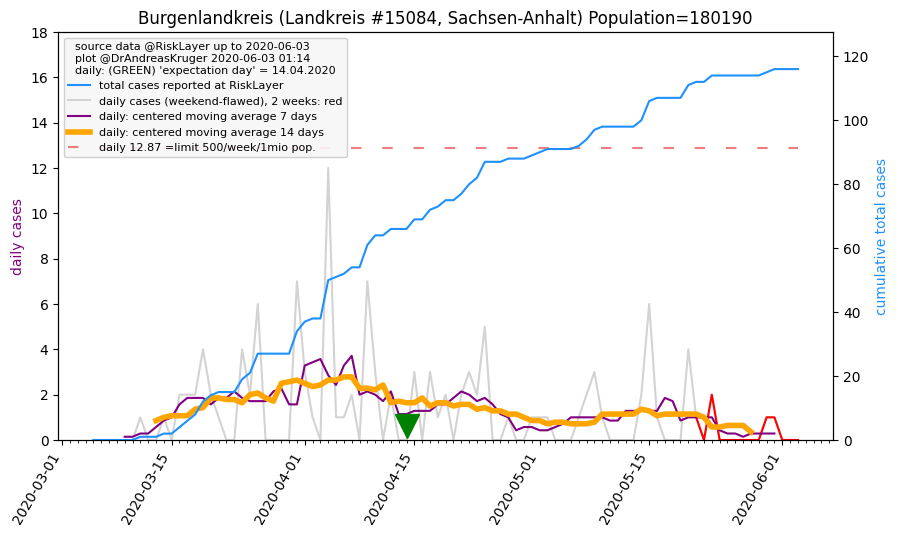 Burgenlandkreis (Landkreis #15084, Sachsen-Anhalt) Population=180190
source data @RiskLayer up to 2020-06-03
plot @DrAndreasKruger 2020-06-03 01:14
daily: (GREEN) 'expectation day' = 14.04.2020
total cases reported at RiskLayer
daily cases (weekend-flawed), 2 weeks: red
daily: centered moving average 7 days
daily: centered moving average 14 days
daily 12.87 =limit 500/week/1mio pop.
daily cases
18
16
14
12
10
8
6
4
2
0
120
100
80
60
40
20
0
cumulative total cases
2020-03-01
2020-03-15
2020-04-01
2020-04-15
2020-05-01
2020-05-15
2020-06-01